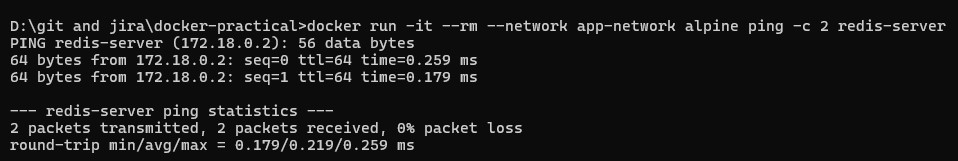 D:\git and jira\docker-practical>docker run -it --rm --network app-network alpine ping -c 2 redis-server
PING redis-server (172.18.0.2): 56 data bytes
64 bytes from 172.18.0.2: seq=0 ttl=64 time=0.259 ms
64 bytes from 172.18.0.2: seq=1 ttl=64 time=0.179 ms

--- redis-server ping statistics ---
2 packets transmitted, 2 packets received, 0% packet loss
round-trip min/avg/max = 0.179/0.219/0.259 ms